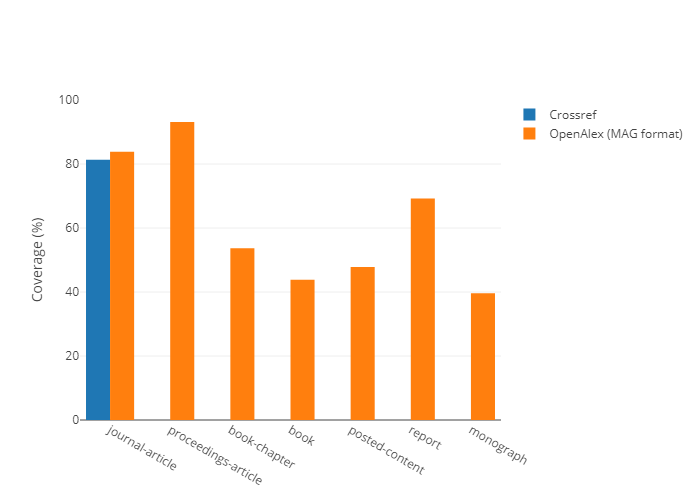 100
80
60
40
20
0
Coverage (%)
journal-article
proceedings-article
book-chapter
book
posted-content
report
monograph
Crossref
OpenAlex (MAG format)